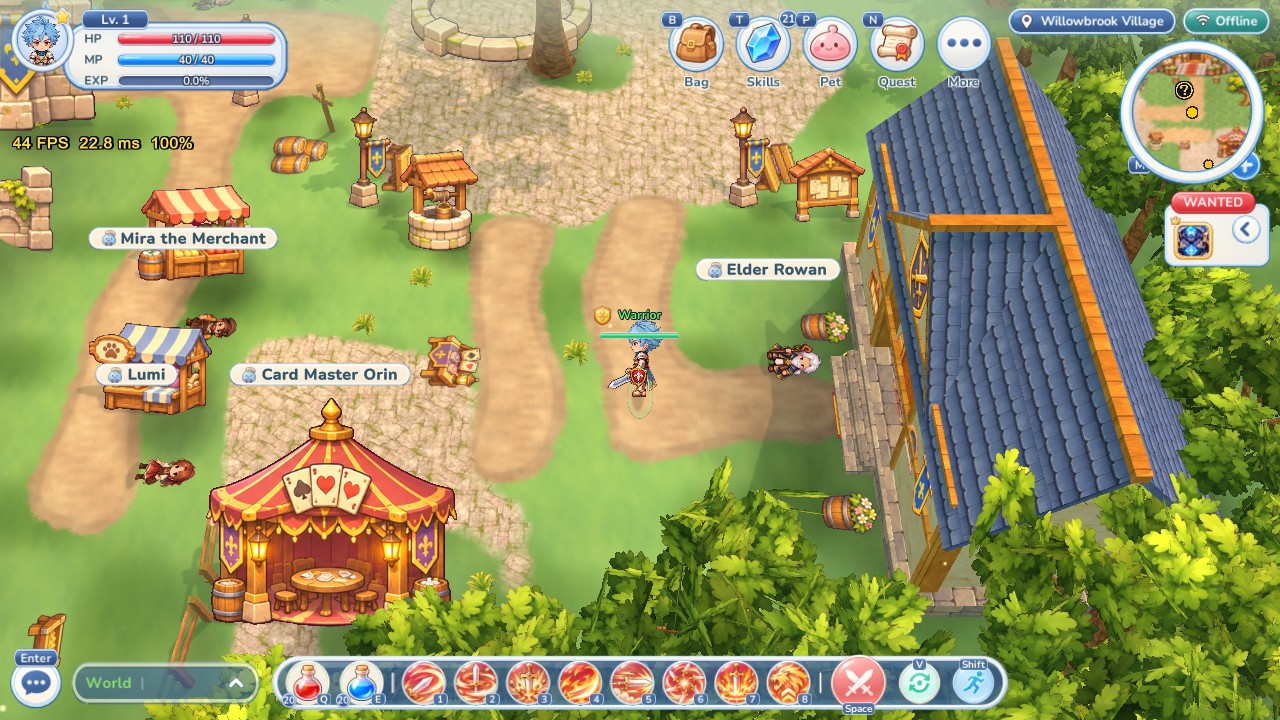 Lv. 1
HP 110 / 110
MP 40 / 40
EXP 0.0%
44 FPS 22.8 ms 100%
B
Bag
T
21
Skills
P
Pet
N
Quest
More
Willowbrook Village
Offline
?
M
WANTED
Mira the Merchant
Elder Rowan
Warrior
Lumi
Card Master Orin
Enter
World
20 Q
20 E
1
2
3
4
5
6
7
8
Space
V
Shift